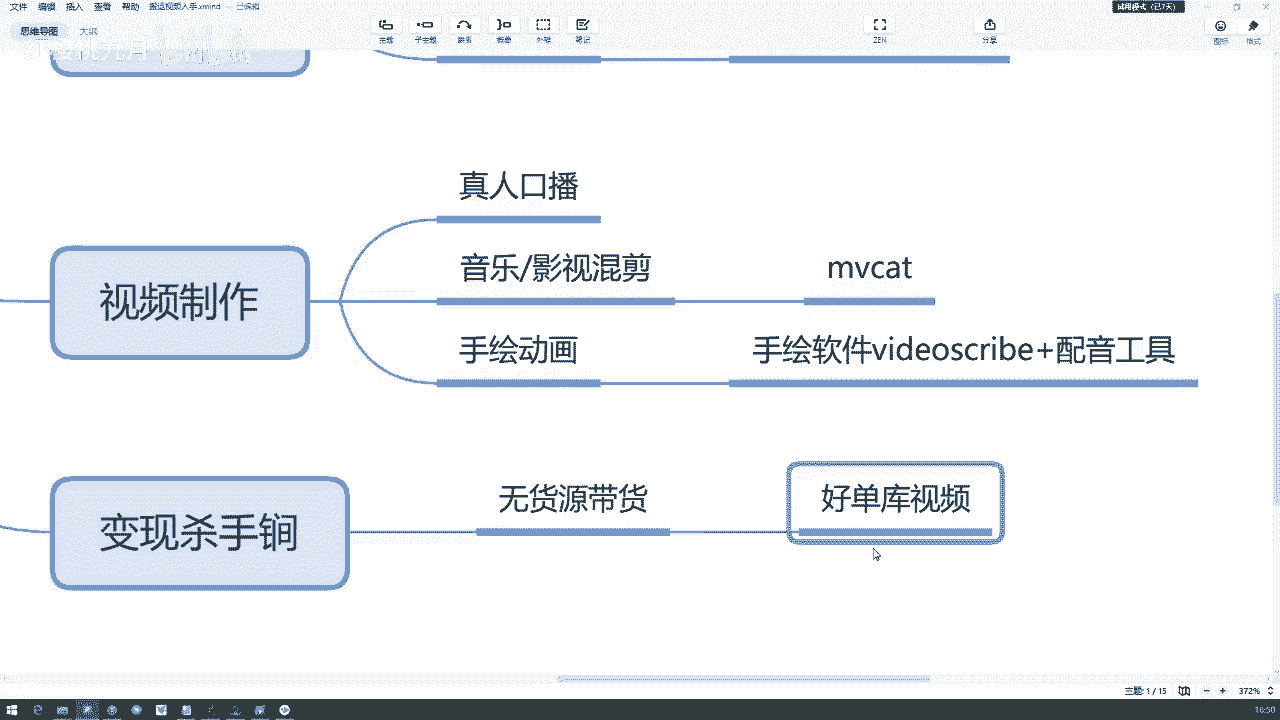 文件 编辑 插入 查看 帮助 搬透视频入手.xmind — 已编辑
试用模式（已7天）
思维导图 大纲
主题 子主题 联系 概要 外框 笔记 ZEN 分享 图标 格式
真人口播
音乐/影视混剪 mvcat
视频制作
手绘动画 手绘软件videoscribe+配音工具
无货源带货 好单库视频
变现杀手锏
主题: 1 / 15 372%
16:50